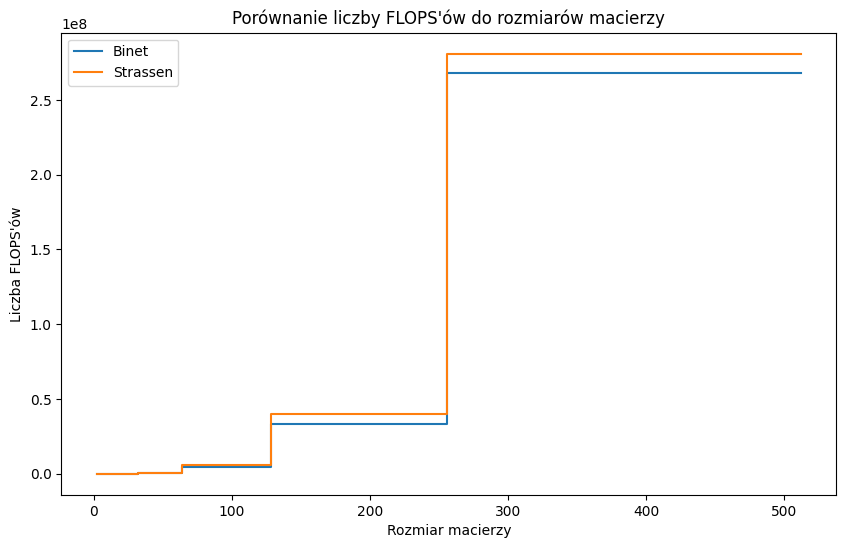 Porównanie liczby FLOPS'ów do rozmiarów macierzy
1e8
Binet
Strassen
2.5
2.0
1.5
1.0
0.5
0.0
Liczba FLOPS'ów
0 100 200 300 400 500
Rozmiar macierzy